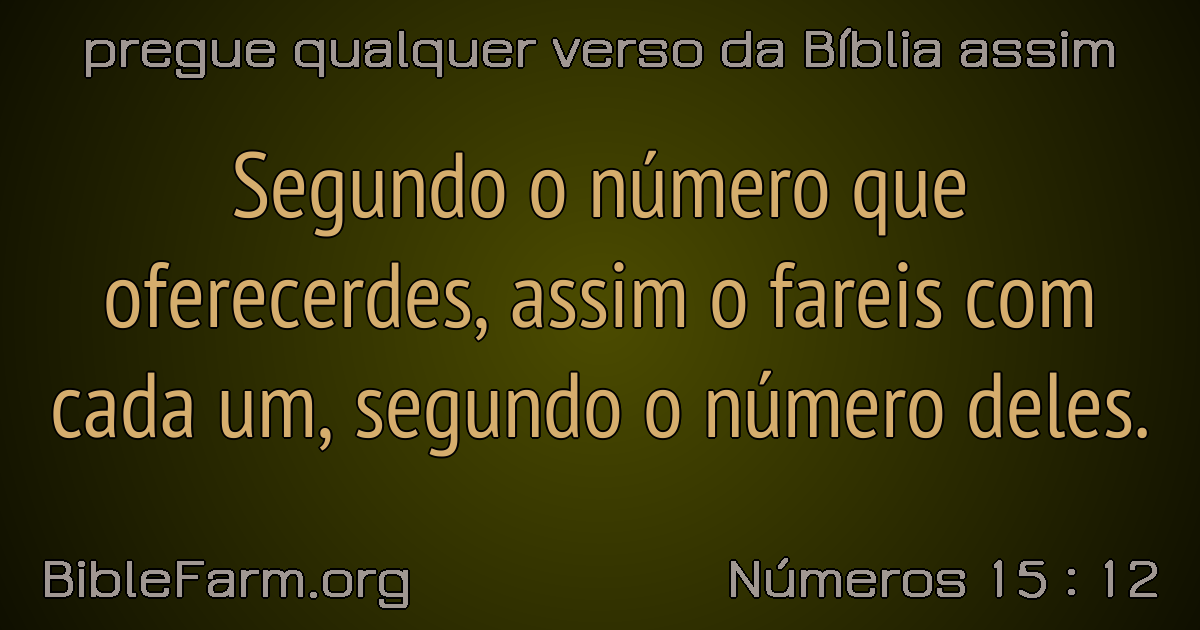 pregue qualquer verso da Bíblia assim
Segundo o número que
oferecerdes, assim o fareis com
cada um, segundo o número deles.
BibleFarm.org
Números 15 : 12